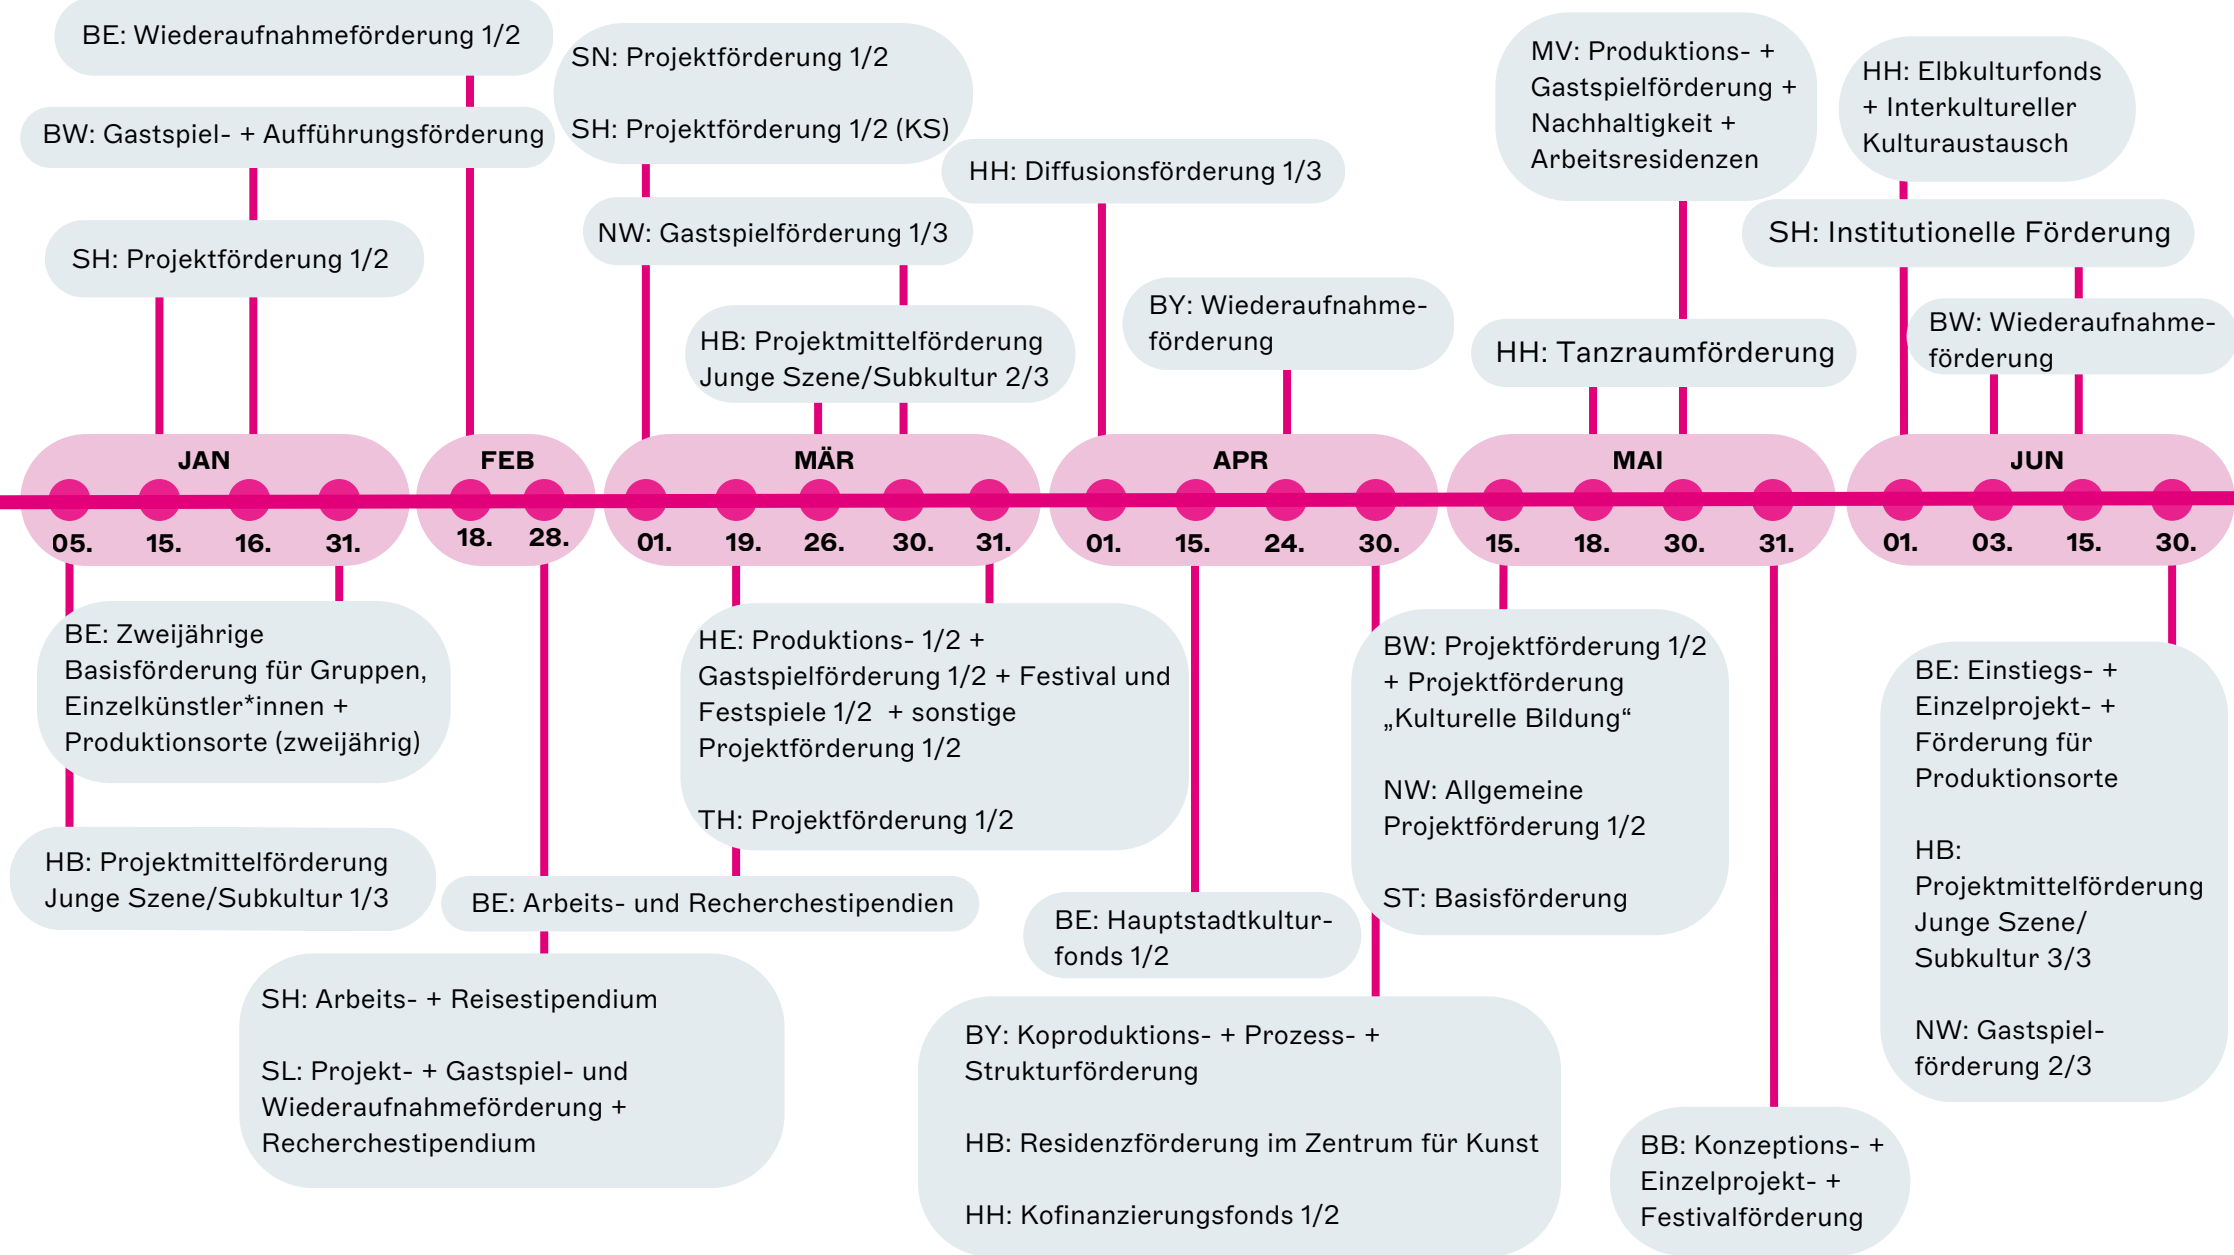 BE: Wiederaufnahmeförderung 1/2
BW: Gastspiel- + Aufführungsförderung
SH: Projektförderung 1/2
SN: Projektförderung 1/2
SH: Projektförderung 1/2 (KS)
NW: Gastspielförderung 1/3
HB: Projektmittelförderung
Junge Szene/Subkultur 2/3
HH: Diffusionsförderung 1/3
BY: Wiederaufnahme-
förderung
MV: Produktions- +
Gastspielförderung +
Nachhaltigkeit +
Arbeitsresidenzen
HH: Tanzraumförderung
HH: Elbkulturfonds
+ Interkultureller
Kulturaustausch
SH: Institutionelle Förderung
BW: Wiederaufnahme-
förderung
JAN
FEB
MÄR
APR
MAI
JUN
05. 15. 16. 31.
18. 28.
01. 19. 26. 30. 31.
01. 15. 24. 30.
15. 18. 30. 31.
01. 03. 15. 30.
BE: Zweijährige
Basisförderung für Gruppen,
Einzelkünstler*innen +
Produktionsorte (zweijährig)
HB: Projektmittelförderung
Junge Szene/Subkultur 1/3
BE: Arbeits- und Recherchestipendien
SH: Arbeits- + Reisestipendium
SL: Projekt- + Gastspiel- und
Wiederaufnahmeförderung +
Recherchestipendium
HE: Produktions- 1/2 +
Gastspielförderung 1/2 + Festival und
Festspiele 1/2 + sonstige
Projektförderung 1/2
TH: Projektförderung 1/2
BE: Hauptstadtkultur-
fonds 1/2
BY: Koproduktions- + Prozess- +
Strukturförderung
HB: Residenzförderung im Zentrum für Kunst
HH: Kofinanzierungsfonds 1/2
BW: Projektförderung 1/2
+ Projektförderung
„Kulturelle Bildung“
NW: Allgemeine
Projektförderung 1/2
ST: Basisförderung
BB: Konzeptions- +
Einzelprojekt- +
Festivalförderung
BE: Einstiegs- +
Einzelprojekt- +
Förderung für
Produktionsorte
HB:
Projektmittelförderung
Junge Szene/
Subkultur 3/3
NW: Gastspiel-
förderung 2/3